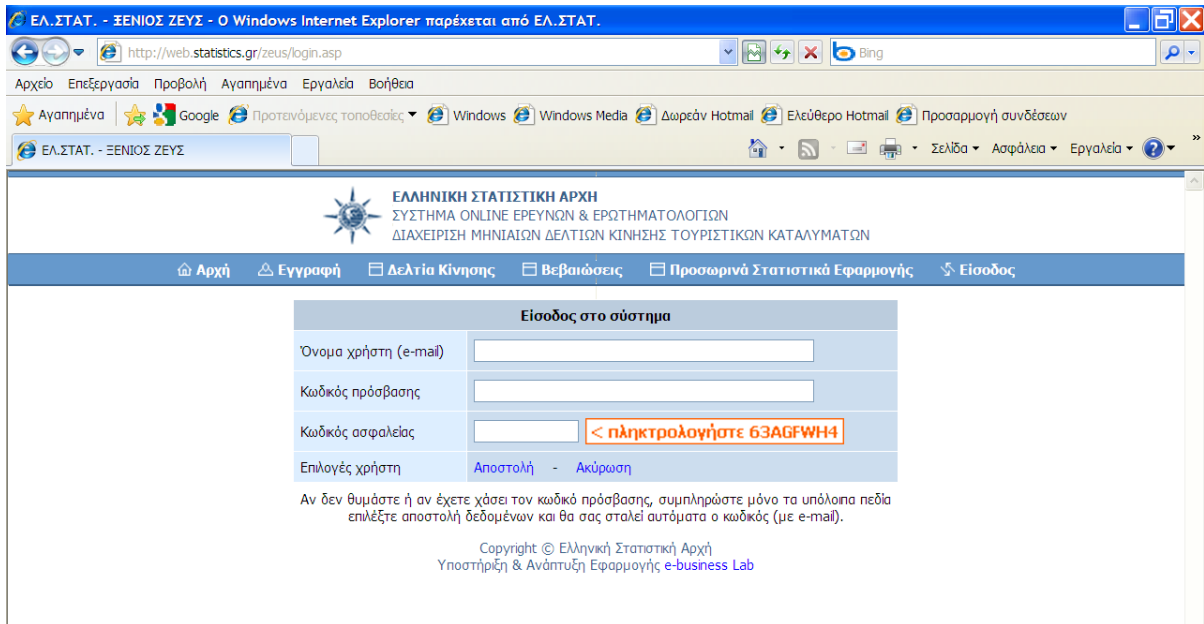 ΕΛ.ΣΤΑΤ. - ΞΕΝΙΟΣ ΖΕΥΣ - Ο Windows Internet Explorer παρέχεται από ΕΛ.ΣΤΑΤ.
http://web.statistics.gr/zeus/login.asp
Bing
Αρχείο Επεξεργασία Προβολή Αγαπημένα Εργαλεία Βοήθεια
Αγαπημένα Google Προτεινόμενες τοποθεσίες Windows Windows Media Δωρεάν Hotmail Ελεύθερο Hotmail Προσαρμογή συνδέσεων
ΕΛ.ΣΤΑΤ. - ΞΕΝΙΟΣ ΖΕΥΣ Σελίδα Ασφάλεια Εργαλεία »
ΕΛΛΗΝΙΚΗ ΣΤΑΤΙΣΤΙΚΗ ΑΡΧΗ
ΣΥΣΤΗΜΑ ONLINE ΕΡΕΥΝΩΝ & ΕΡΩΤΗΜΑΤΟΛΟΓΙΩΝ
ΔΙΑΧΕΙΡΙΣΗ ΜΗΝΙΑΙΩΝ ΔΕΛΤΙΩΝ ΚΙΝΗΣΗΣ ΤΟΥΡΙΣΤΙΚΩΝ ΚΑΤΑΛΥΜΑΤΩΝ
Αρχή Εγγραφή Δελτία Κίνησης Βεβαιώσεις Προσωρινά Στατιστικά Εφαρμογής Είσοδος
Είσοδος στο σύστημα
Όνομα χρήστη (e-mail)
Κωδικός πρόσβασης
Κωδικός ασφαλείας < πληκτρολογήστε 63AGFWH4
Επιλογές χρήστη Αποστολή - Ακύρωση
Αν δεν θυμάστε ή αν έχετε χάσει τον κωδικό πρόσβασης, συμπληρώστε μόνο τα υπόλοιπα πεδία
επιλέξτε αποστολή δεδομένων και θα σας σταλεί αυτόματα ο κωδικός (με e-mail).
Copyright © Ελληνική Στατιστική Αρχή
Υποστήριξη & Ανάπτυξη Εφαρμογής e-business Lab